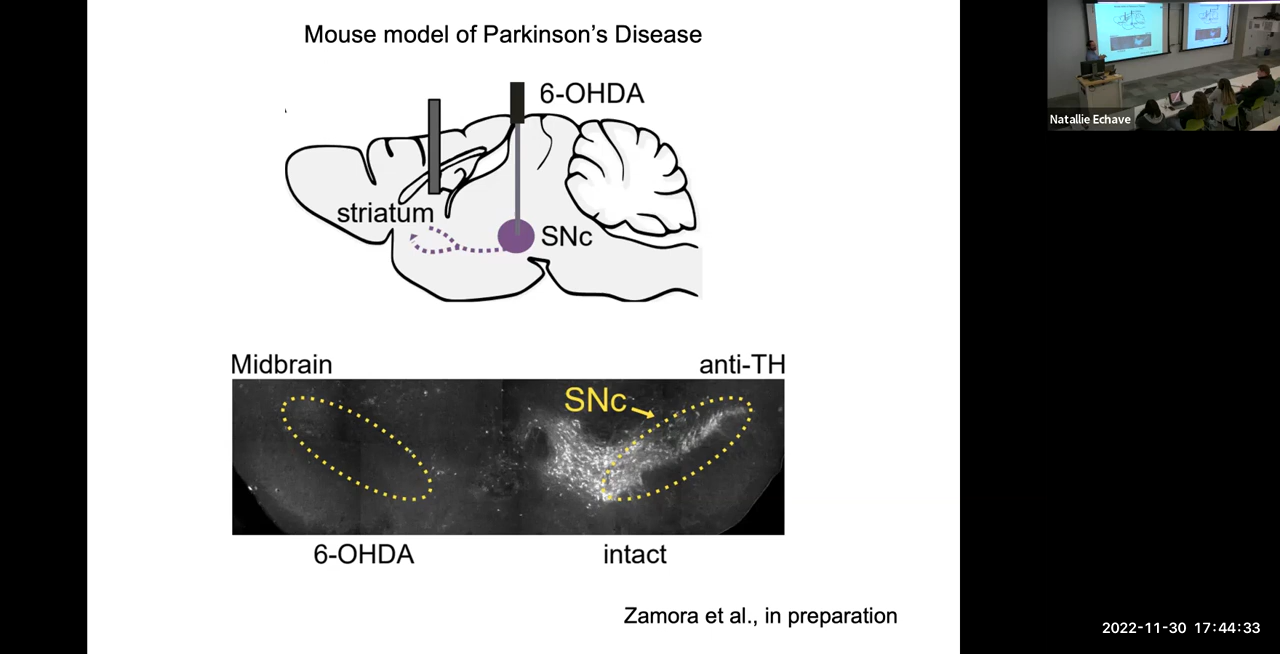 Mouse model of Parkinson's Disease
6-OHDA
striatum
SNc
Midbrain
anti-TH
SNc
6-OHDA
intact
Zamora et al., in preparation
Natallie Echave
2022-11-30 17:44:33